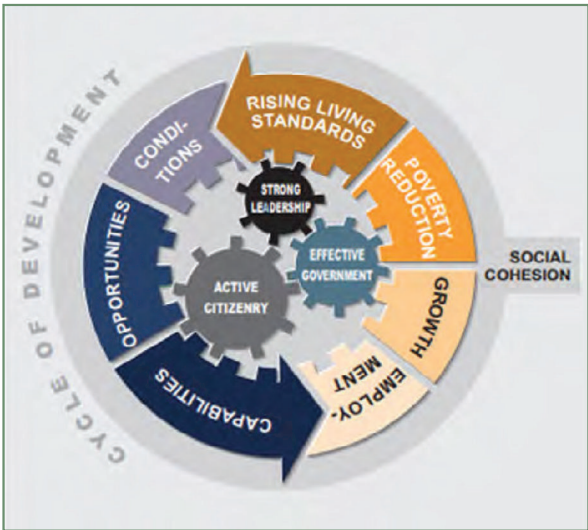 CYCLE OF DEVELOPMENT
RISING LIVING
STANDARDS
POVERTY
REDUCTION
GROWTH
EMPLOY-
MENT
CAPABILITIES
OPPORTUNITIES
CONDI-
TIONS
STRONG
LEADERSHIP
EFFECTIVE
GOVERNMENT
ACTIVE
CITIZENRY
SOCIAL
COHESION